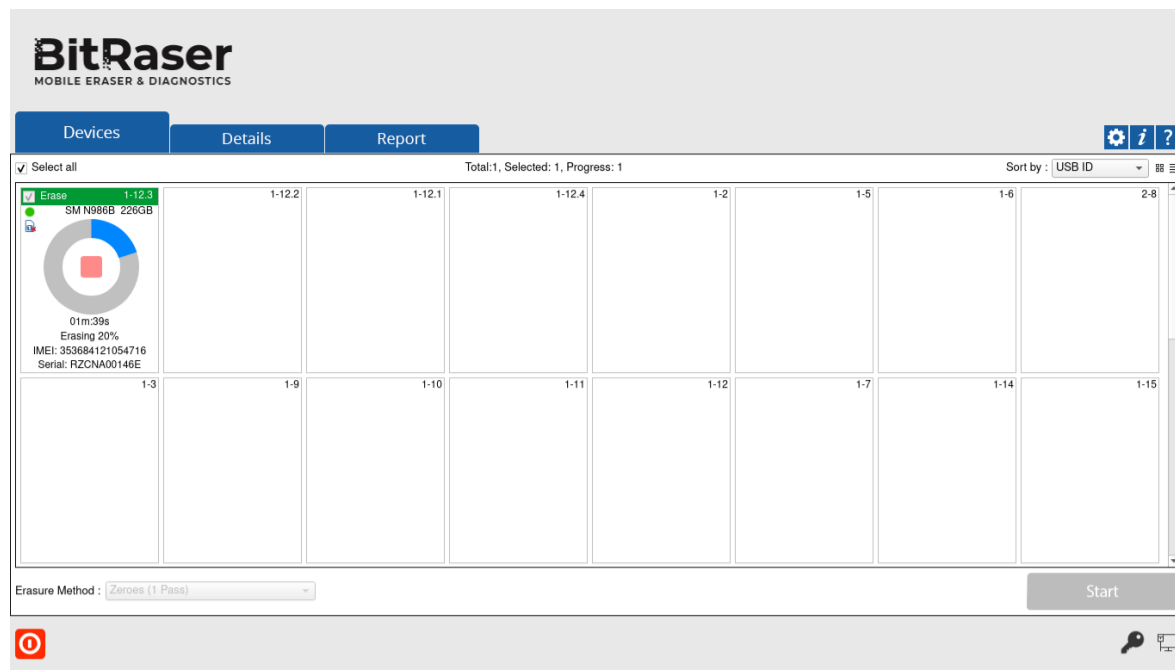 BitRaser
MOBILE ERASER & DIAGNOSTICS
Devices
Details
Report
i
?
Select all
Total:1, Selected: 1, Progress: 1
Sort by : USB ID
Erase 1-12.3
SM N986B 226GB
01m:39s
Erasing 20%
IMEI: 353684121054716
Serial: RZCNA00146E
1-12.2
1-12.1
1-12.4
1-2
1-5
1-6
2-8
1-3
1-9
1-10
1-11
1-12
1-7
1-14
1-15
Erasure Method : Zeroes (1 Pass)
Start